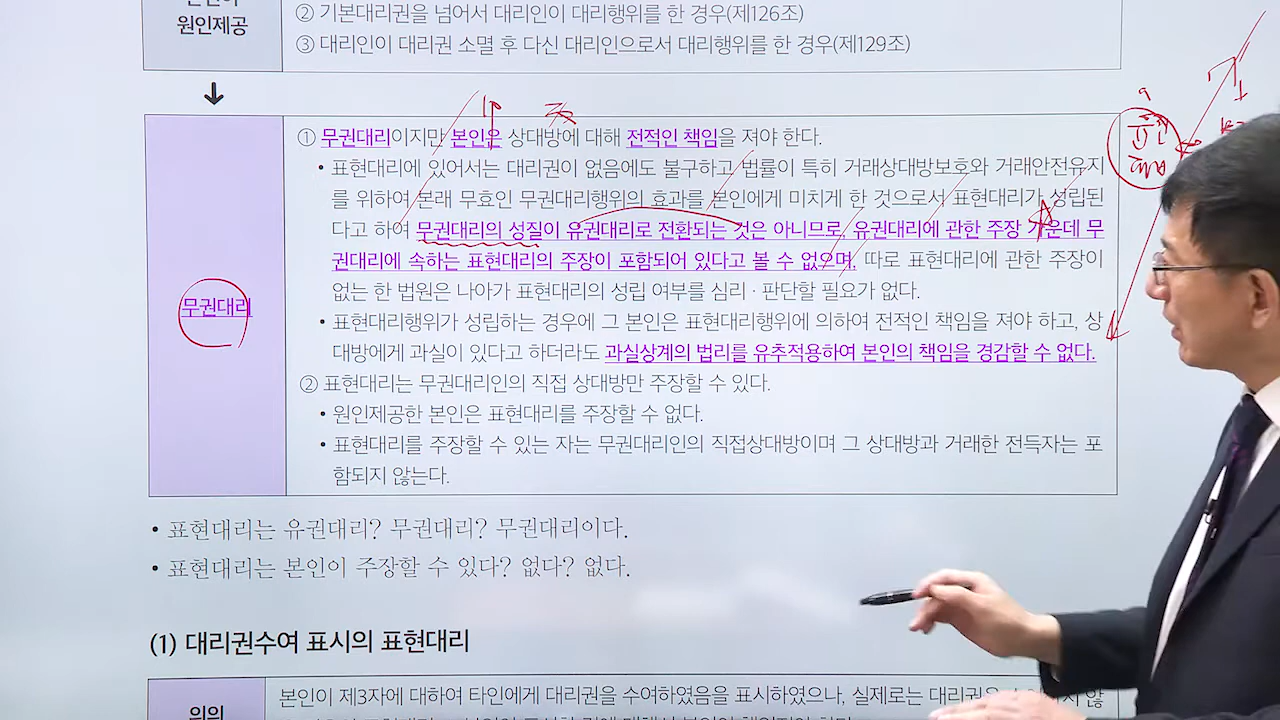 원인제공
② 기본대리권을 넘어서 대리인이 대리행위를 한 경우(제126조)
③ 대리인이 대리권 소멸 후 다신 대리인으로서 대리행위를 한 경우(제129조)
무권대리
① 무권대리이지만 본인은 상대방에 대해 전적인 책임을 져야 한다.
• 표현대리에 있어서는 대리권이 없음에도 불구하고 법률이 특히 거래상대방보호와 거래안전유지
를 위하여 본래 무효인 무권대리행위의 효과를 본인에게 미치게 한 것으로서 표현대리가 성립된
다고 하여 무권대리의 성질이 유권대리로 전환되는 것은 아니므로, 유권대리에 관한 주장 가운데 무
권대리에 속하는 표현대리의 주장이 포함되어 있다고 볼 수 없으며, 따로 표현대리에 관한 주장이
없는 한 법원은 나아가 표현대리의 성립 여부를 심리·판단할 필요가 없다.
• 표현대리행위가 성립하는 경우에 그 본인은 표현대리행위에 의하여 전적인 책임을 져야 하고, 상
대방에게 과실이 있다고 하더라도 과실상계의 법리를 유추적용하여 본인의 책임을 경감할 수 없다.
② 표현대리는 무권대리인의 직접 상대방만 주장할 수 있다.
• 원인제공한 본인은 표현대리를 주장할 수 없다.
• 표현대리를 주장할 수 있는 자는 무권대리인의 직접상대방이며 그 상대방과 거래한 전득자는 포
함되지 않는다.
• 표현대리는 유권대리? 무권대리? 무권대리이다.
• 표현대리는 본인이 주장할 수 있다? 없다? 없다.
(1) 대리권수여 표시의 표현대리
의의
본인이 제3자에 대하여 타인에게 대리권을 수여하였음을 표시하였으나, 실제로는 대리권을